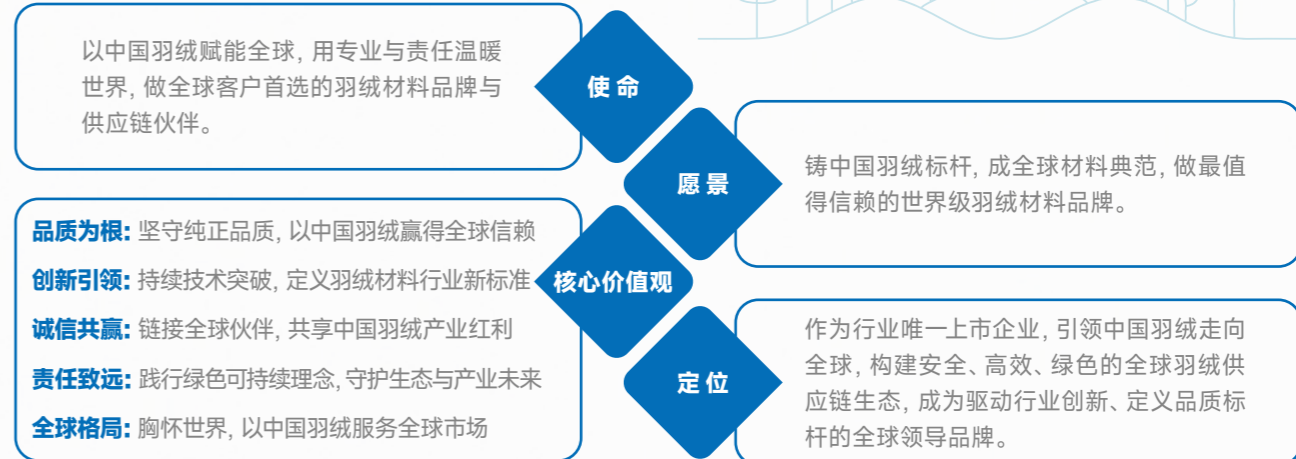 以中国羽绒赋能全球, 用专业与责任温暖
世界, 做全球客户首选的羽绒材料品牌与
供应链伙伴。
使命
愿景
铸中国羽绒标杆, 成全球材料典范, 做最值
得信赖的世界级羽绒材料品牌。
品质为根: 坚守纯正品质, 以中国羽绒赢得全球信赖
创新引领: 持续技术突破, 定义羽绒材料行业新标准
诚信共赢: 链接全球伙伴, 共享中国羽绒产业红利
责任致远: 践行绿色可持续理念, 守护生态与产业未来
全球格局: 胸怀世界, 以中国羽绒服务全球市场
核心价值观
定位
作为行业唯一上市企业, 引领中国羽绒走向
全球, 构建安全、高效、绿色的全球羽绒供
应链生态, 成为驱动行业创新、定义品质标
杆的全球领导品牌。